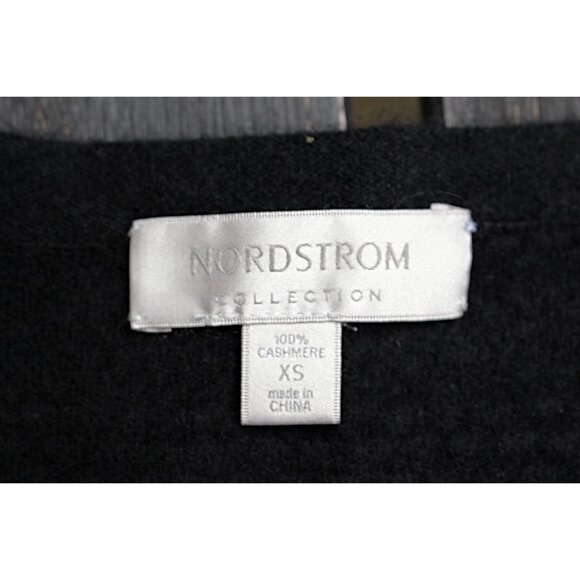 NORDSTROM
COLLECTION
100%
CASHMERE
XS
made in
CHINA